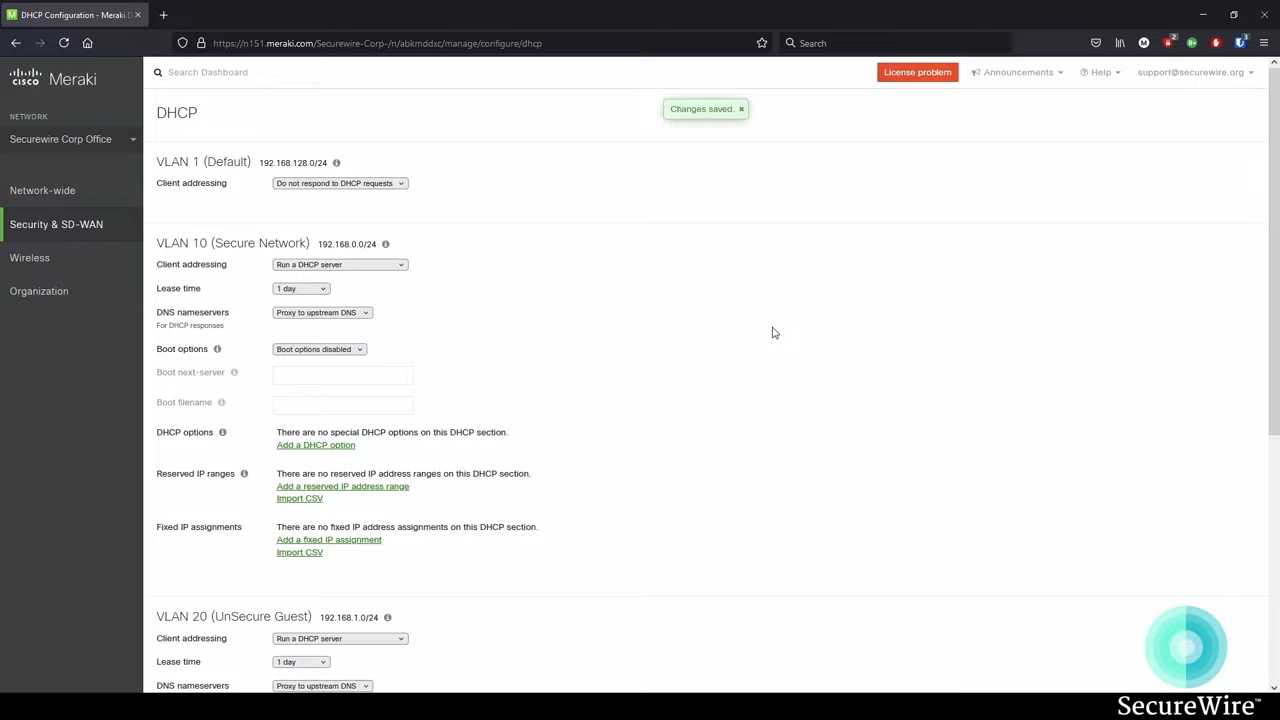 DHCP Configuration - Meraki D
https://n151.meraki.com/Securewire-Corp-/n/abkmddxc/manage/configure/dhcp
Search
CISCO Meraki
Search Dashboard
License problem
Announcements
Help
support@securewire.org
NETWORK
Securewire Corp Office
Network-wide
Security & SD-WAN
Wireless
Organization
DHCP
Changes saved. ×
VLAN 1 (Default) 192.168.128.0/24
Client addressing Do not respond to DHCP requests
VLAN 10 (Secure Network) 192.168.0.0/24
Client addressing Run a DHCP server
Lease time 1 day
DNS nameservers Proxy to upstream DNS
For DHCP responses
Boot options Boot options disabled
Boot next-server
Boot filename
DHCP options There are no special DHCP options on this DHCP section.
Add a DHCP option
Reserved IP ranges There are no reserved IP address ranges on this DHCP section.
Add a reserved IP address range
Import CSV
Fixed IP assignments There are no fixed IP address assignments on this DHCP section.
Add a fixed IP assignment
Import CSV
VLAN 20 (UnSecure Guest) 192.168.1.0/24
Client addressing Run a DHCP server
Lease time 1 day
DNS nameservers Proxy to upstream DNS
SecureWire™